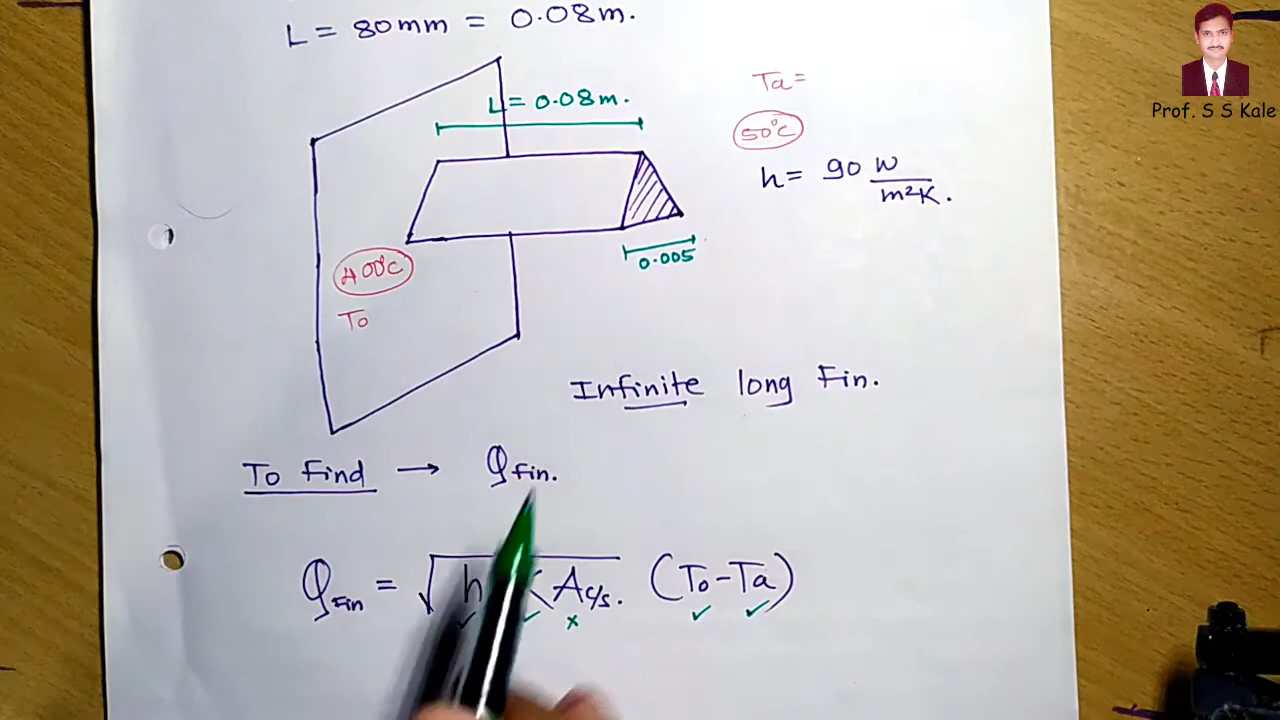 L = 80mm = 0.08m.
L = 0.08m.
Ta =
50°C
h = 90 W
m²K.
0.005
400°C
To
Infinite long Fin.
To find → Qfin.
QFin = √h K Ac/s. (To - Ta)
Prof. S S Kale